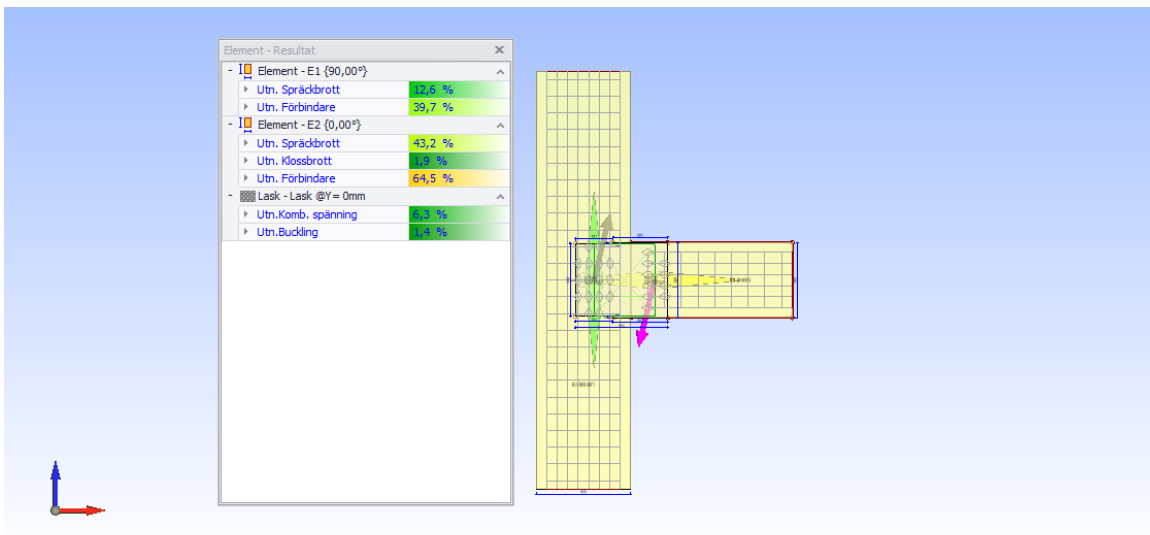 Element - Resultat
Element - E1 {90,00°}
Utn. Spräckbrott 12,6 %
Utn. Förbindare 39,7 %
Element - E2 {0,00°}
Utn. Spräckbrott 43,2 %
Utn. Klossbrott 1,9 %
Utn. Förbindare 64,5 %
Lask - Lask @Y= 0mm
Utn.Komb. spänning 6,3 %
Utn.Buckling 1,4 %